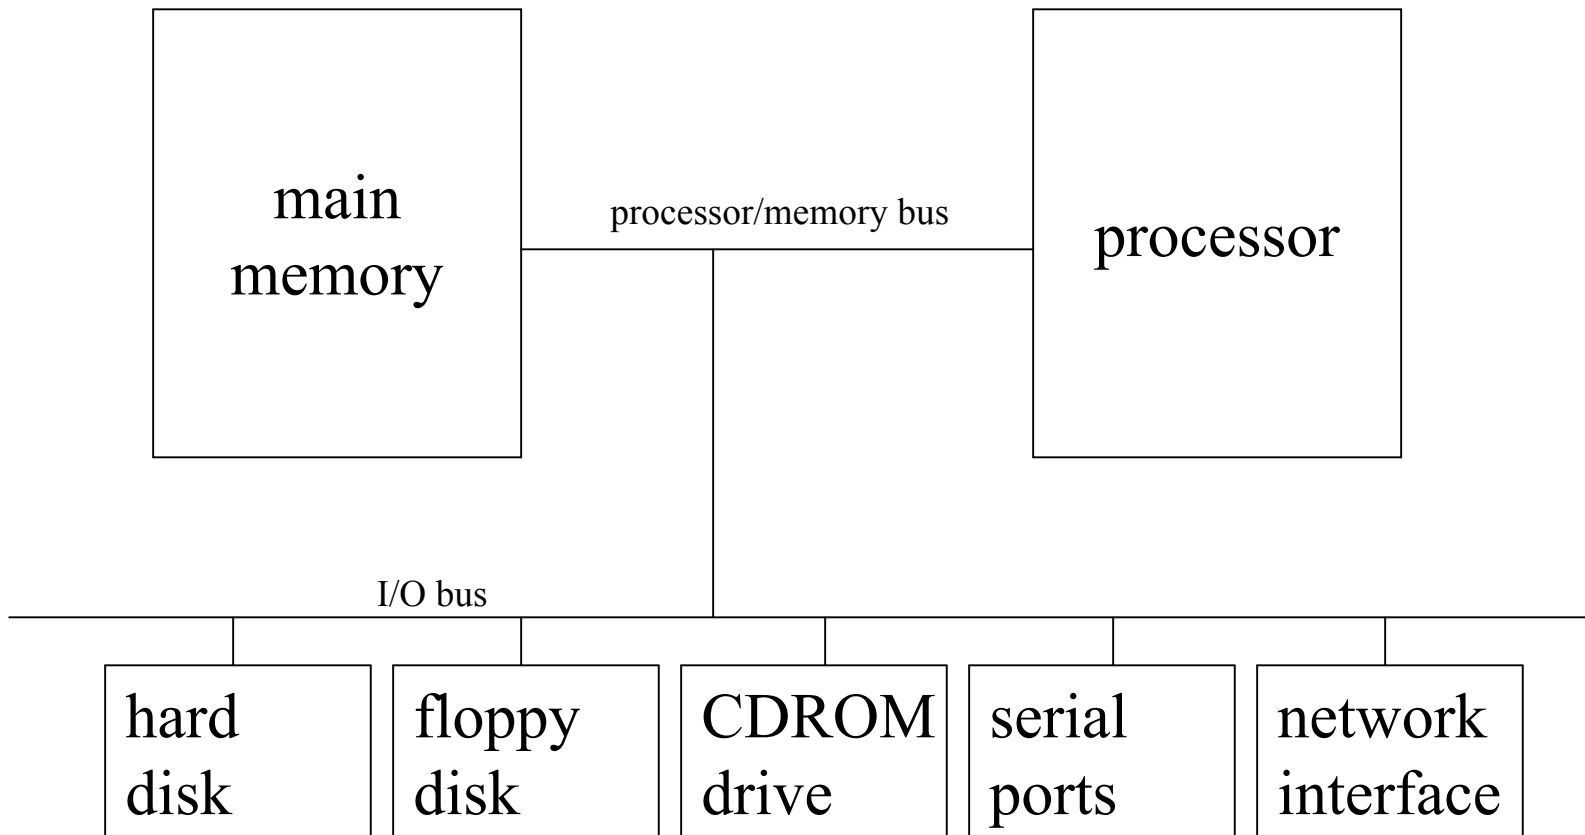 main
memory
processor/memory bus
processor
I/O bus
hard
disk
floppy
disk
CDROM
drive
serial
ports
network
interface